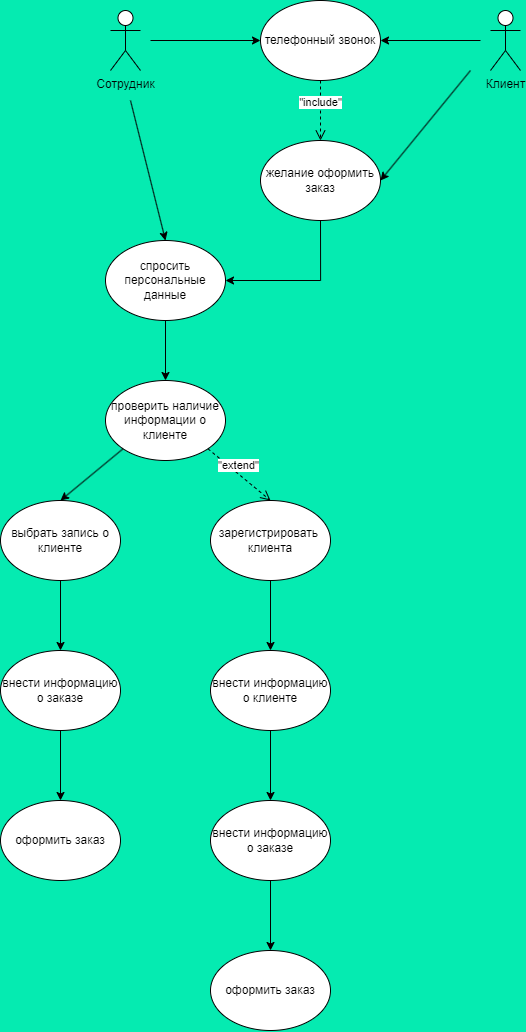 телефонный звонок
Сотрудник
Клиент
"include"
желание оформить
заказ
спросить
персональные
данные
проверить наличие
информации о
клиенте
"extend"
выбрать запись о
клиенте
зарегистрировать
клиента
внести информацию
о заказе
внести информацию
о клиенте
оформить заказ
внести информацию
о заказе
оформить заказ